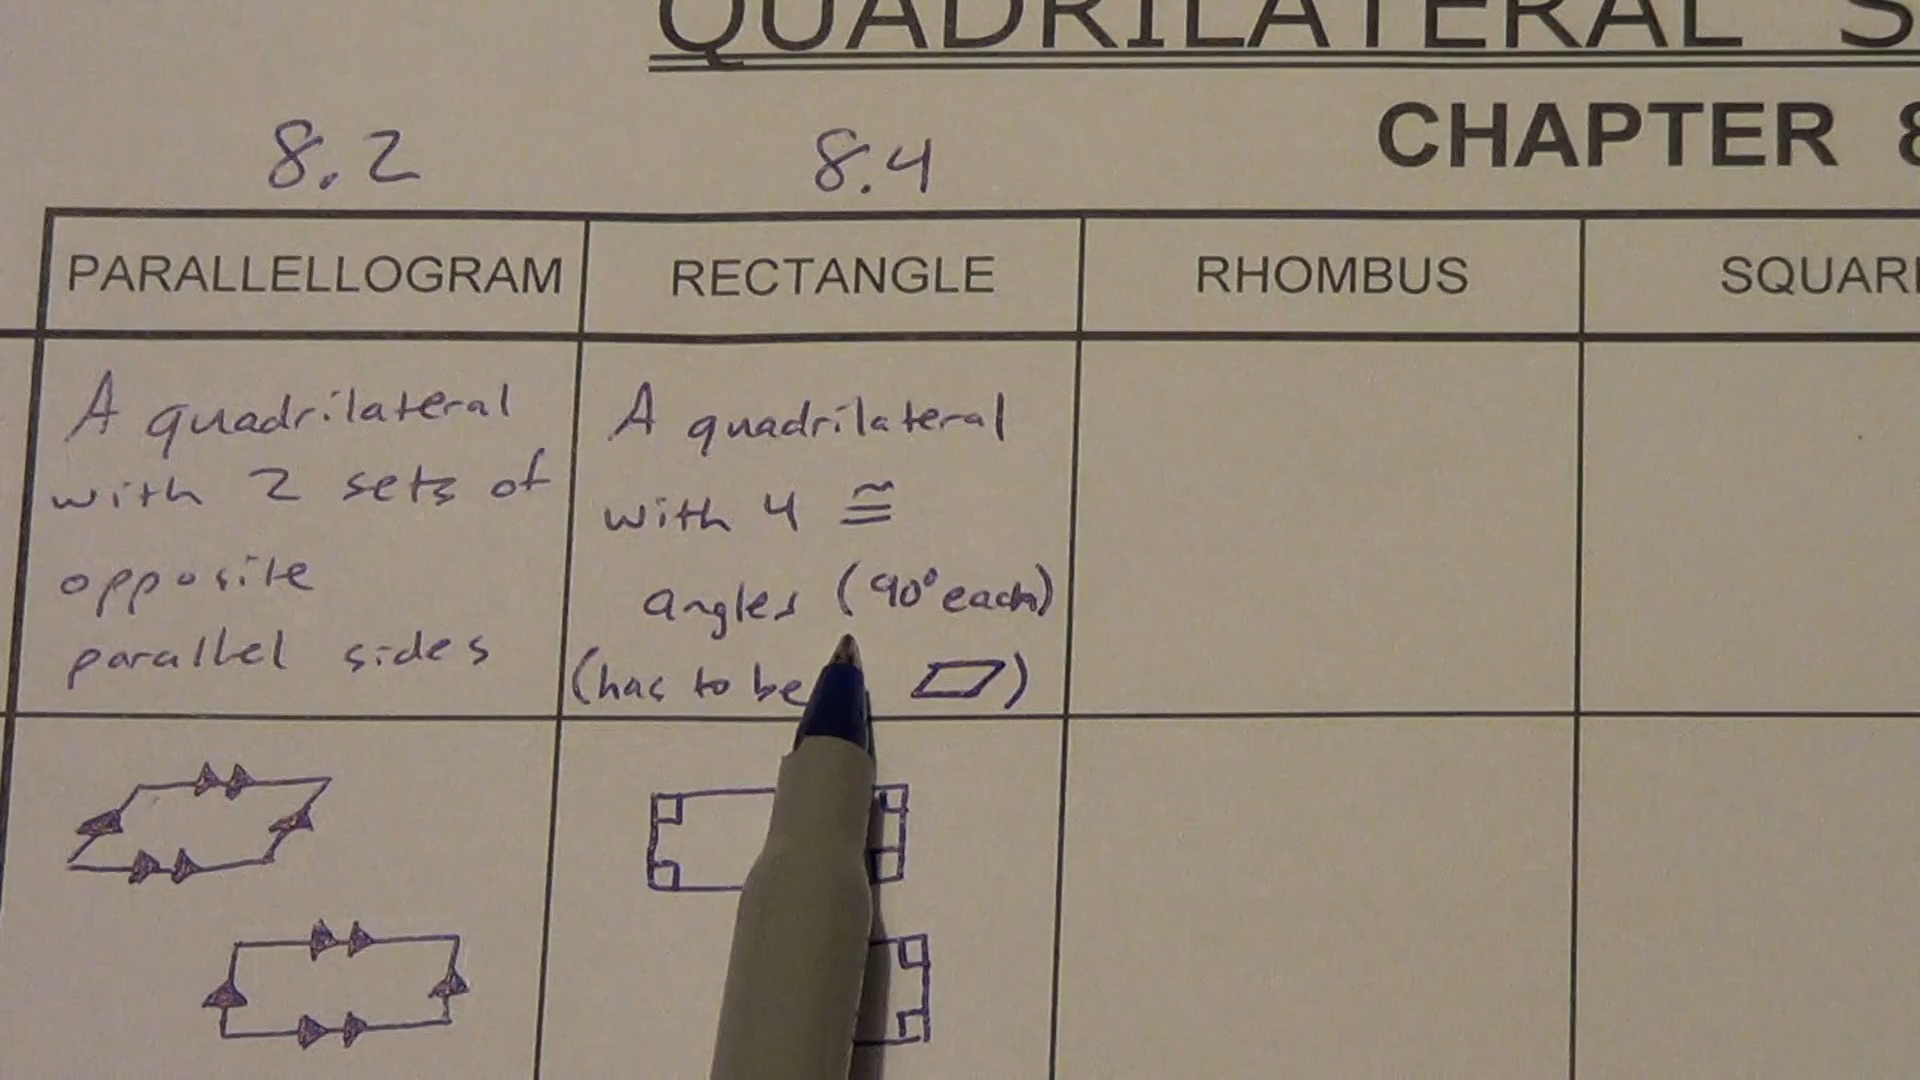 QUADRILATERAL S
CHAPTER 8
8.2
8.4
PARALLELLOGRAM
RECTANGLE
RHOMBUS
SQUAR
A quadrilateral
with 2 sets of
opposite
parallel sides
A quadrilateral
with 4 ≅
angles (90° each)
(has to be ▱)